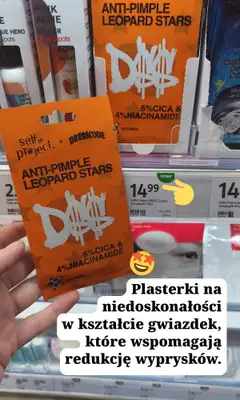 ANTI-PIMPLE
LEOPARD STARS
D$$
5%CICA &
4%NIACINAMIDE
self
project × DRESSCODE
ANTI-PIMPLE
LEOPARD STARS
D$$
5%CICA &
4%NIACINAMIDE
14 99
Plasterki na
niedoskonałości
w kształcie gwiazdek,
które wspomagają
redukcję wyprysków.